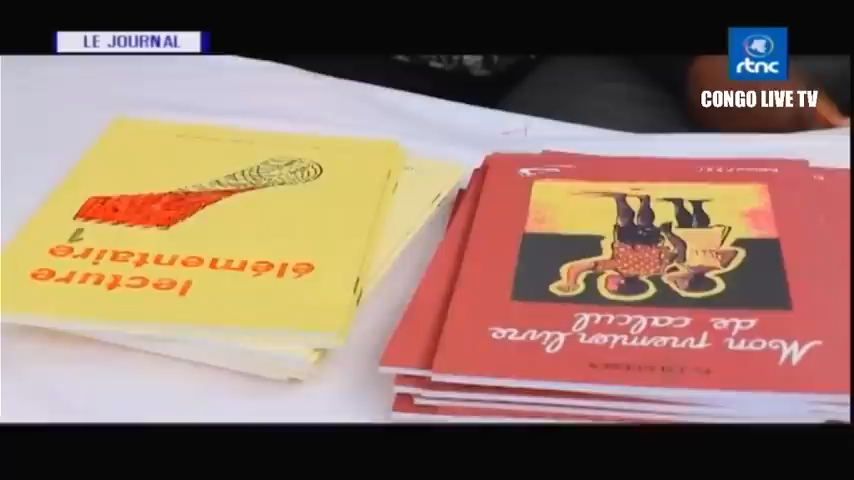 LE JOURNAL
rtnc
CONGO LIVE TV
lecture
élémentaire
1
Mon premier livre
de calcul